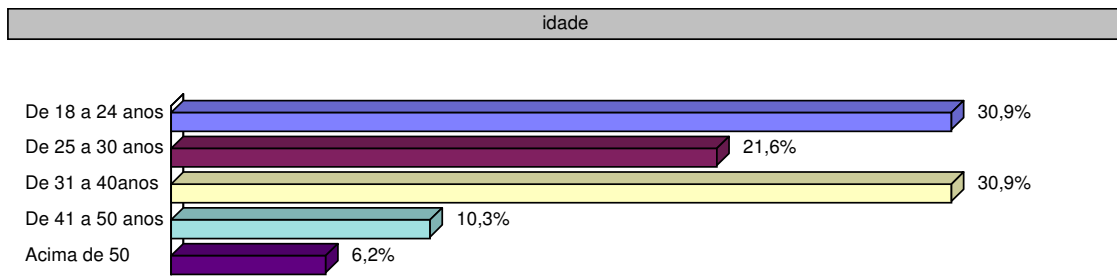 idade
De 18 a 24 anos 30,9%
De 25 a 30 anos 21,6%
De 31 a 40anos 30,9%
De 41 a 50 anos 10,3%
Acima de 50 6,2%